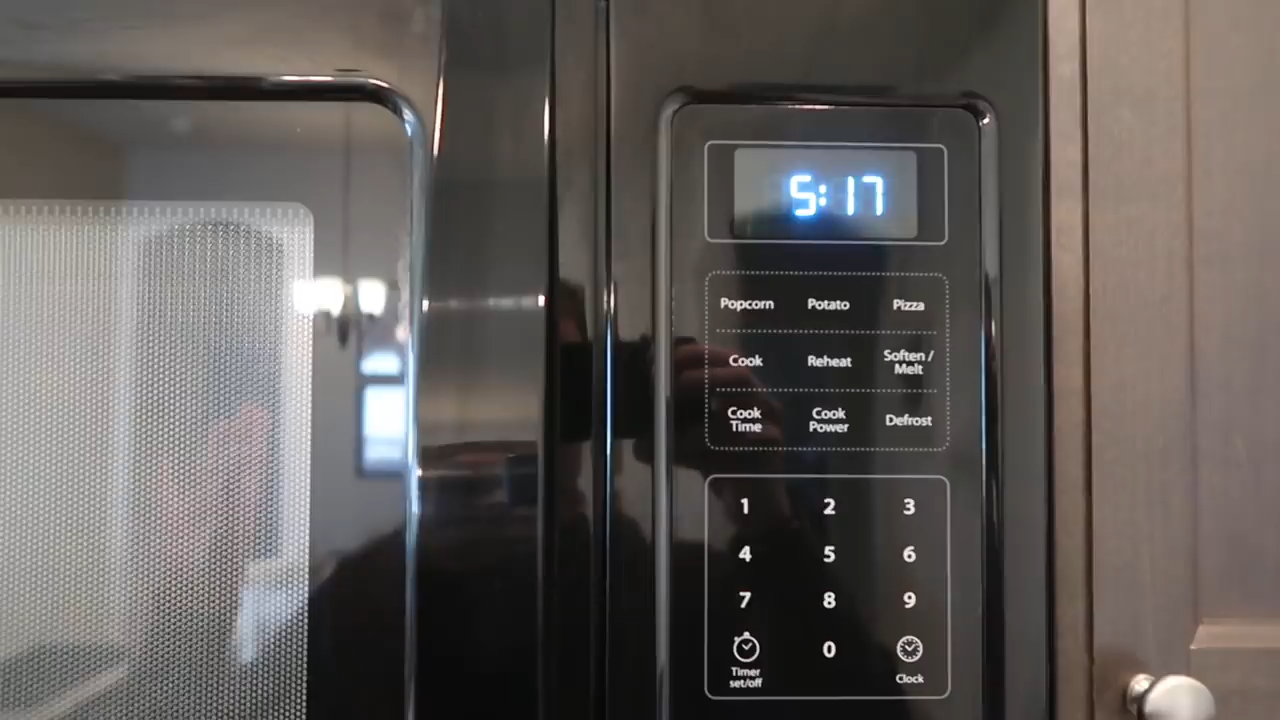 5:17
Popcorn Potato Pizza
Cook Reheat Soften /
Melt
Cook Cook Defrost
Time Power
1 2 3
4 5 6
7 8 9
0
Timer
set/off Clock